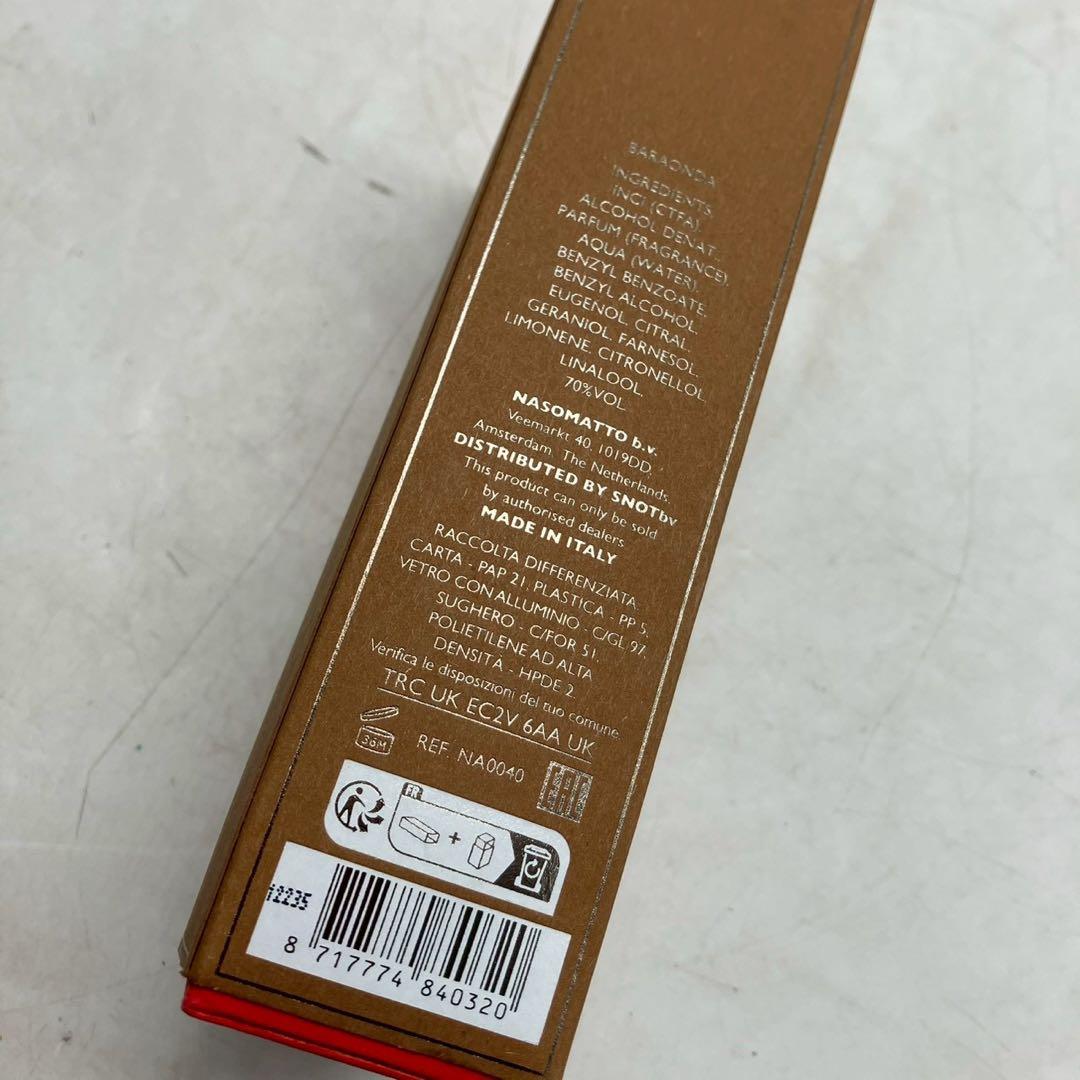 BARAONDA
INGREDIENTS,
INCI (CTFA),
ALCOHOL DENAT.,
PARFUM (FRAGRANCE),
AQUA (WATER),
BENZYL BENZOATE,
BENZYL ALCOHOL,
EUGENOL, CITRAL,
GERANIOL, FARNESOL,
LIMONENE, CITRONELLOL,
LINALOOL,
70%VOL.
NASOMATTO b.v.
Veemarkt 40, 1019DD,
Amsterdam, The Netherlands,
DISTRIBUTED BY SNOTbv
This product can only be sold
by authorised dealers
MADE IN ITALY
RACCOLTA DIFFERENZIATA,
CARTA - PAP 21, PLASTICA - PP 5,
VETRO CON ALLUMINIO - C/GL 97,
SUGHERO - C/FOR 51,
POLIETILENE AD ALTA
DENSITÀ - HPDE 2
Verifica le disposizioni del tuo comune.
TRC UK EC2V 6AA UK
36M
REF. NA0040
EAC
FR
+
12235
8 717774 840320